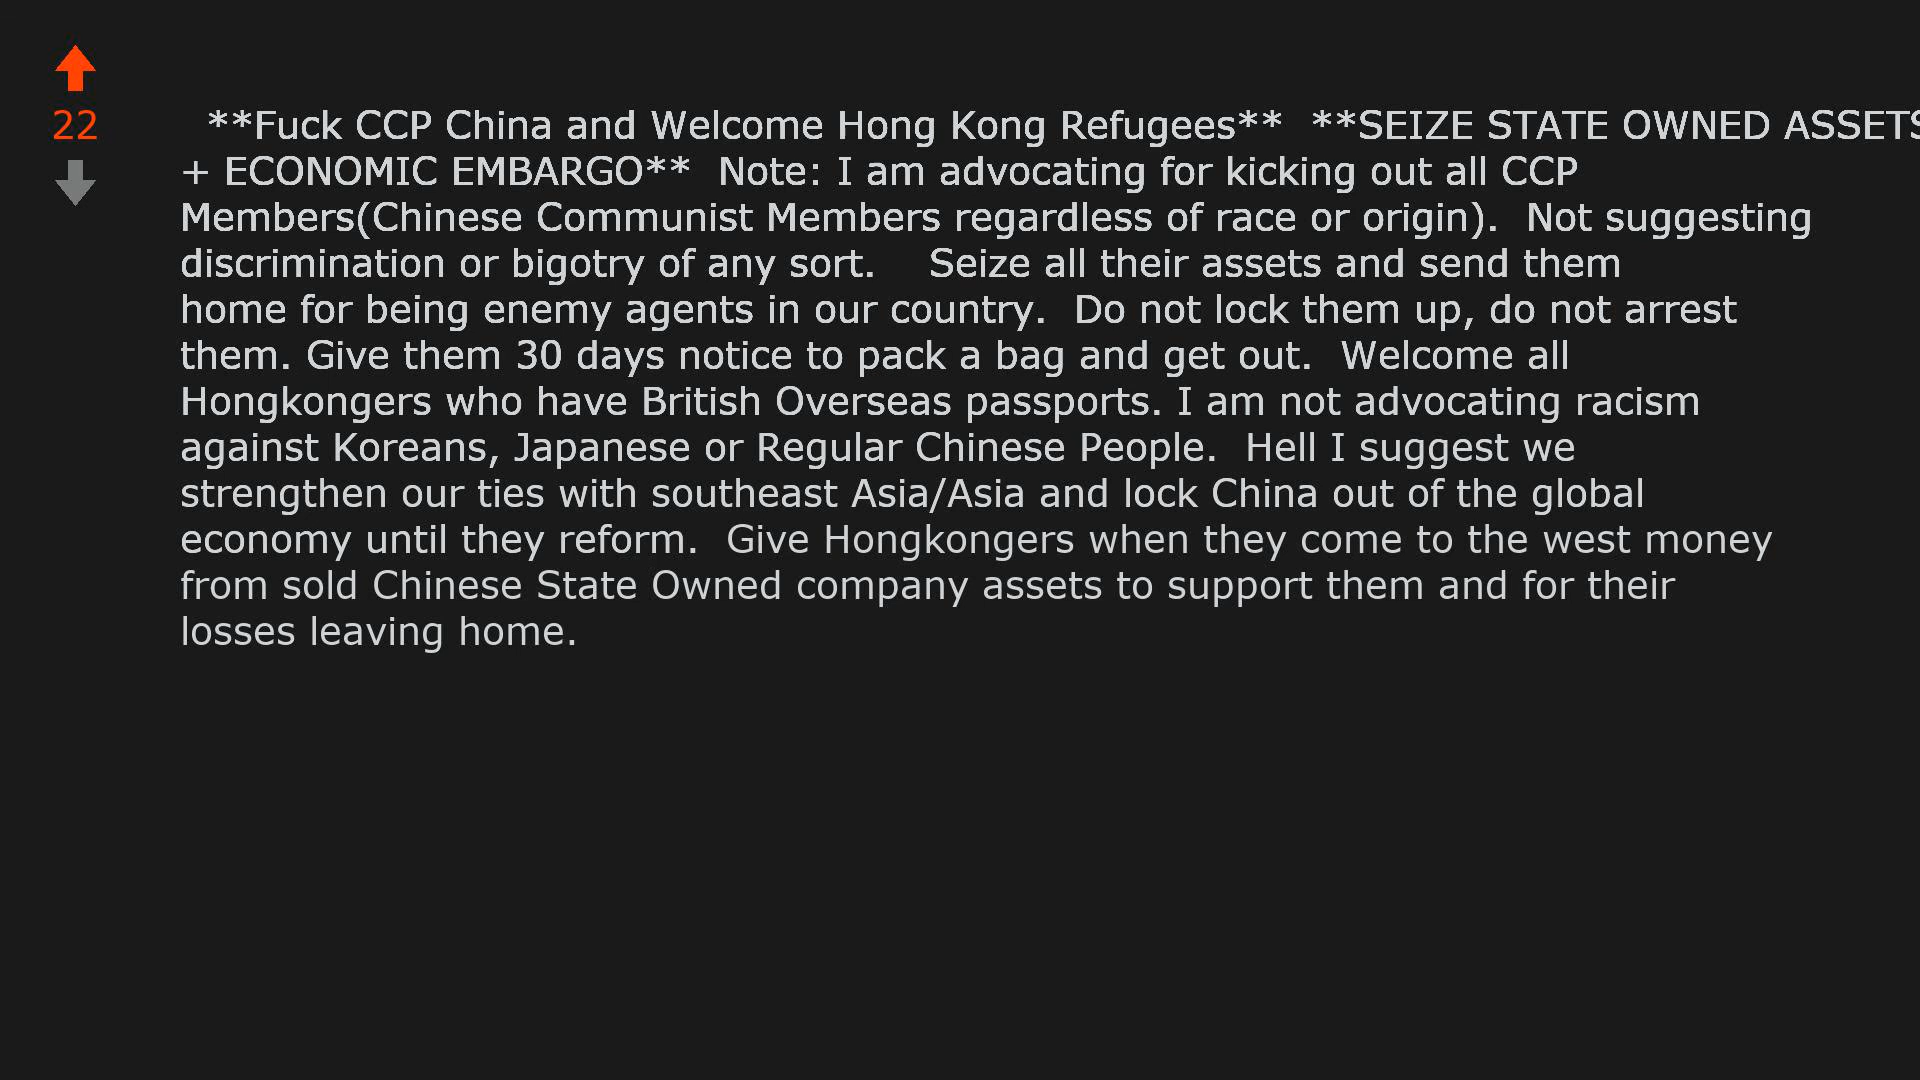 22
**Fuck CCP China and Welcome Hong Kong Refugees**  **SEIZE STATE OWNED ASSETS
+ ECONOMIC EMBARGO**  Note: I am advocating for kicking out all CCP
Members(Chinese Communist Members regardless of race or origin).  Not suggesting
discrimination or bigotry of any sort.    Seize all their assets and send them
home for being enemy agents in our country.  Do not lock them up, do not arrest
them. Give them 30 days notice to pack a bag and get out.  Welcome all
Hongkongers who have British Overseas passports. I am not advocating racism
against Koreans, Japanese or Regular Chinese People.  Hell I suggest we
strengthen our ties with southeast Asia/Asia and lock China out of the global
economy until they reform.  Give Hongkongers when they come to the west money
from sold Chinese State Owned company assets to support them and for their
losses leaving home.